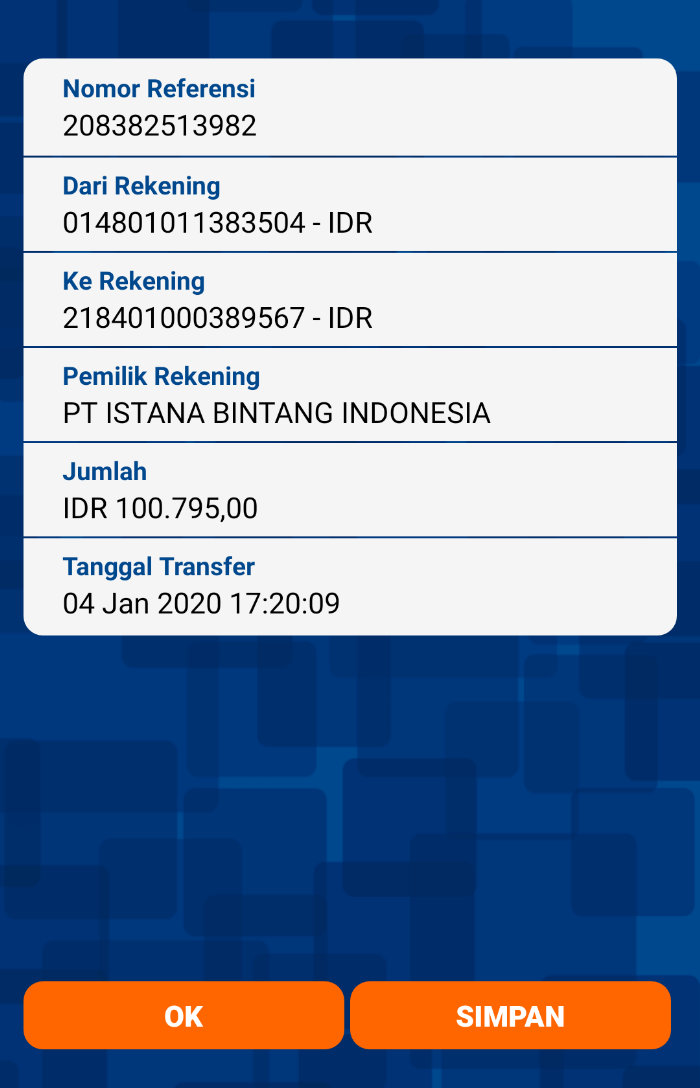 Nomor Referensi
208382513982
Dari Rekening
014801011383504 - IDR
Ke Rekening
218401000389567 - IDR
Pemilik Rekening
PT ISTANA BINTANG INDONESIA
Jumlah
IDR 100.795,00
Tanggal Transfer
04 Jan 2020 17:20:09
OK
SIMPAN